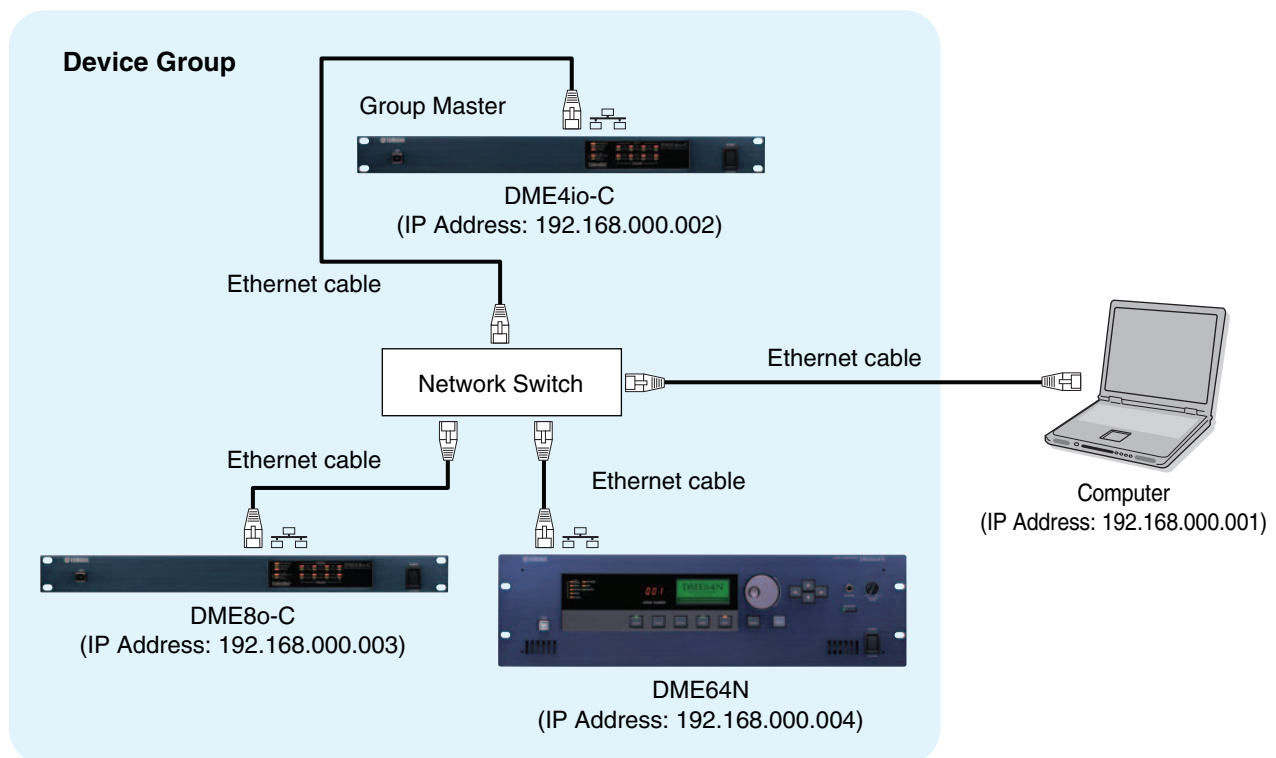 Device Group
Group Master
DME4io-C
(IP Address: 192.168.000.002)
Ethernet cable
Network Switch
Ethernet cable
Computer
(IP Address: 192.168.000.001)
Ethernet cable
Ethernet cable
DME8o-C
(IP Address: 192.168.000.003)
001
DME64N
DME64N
(IP Address: 192.168.000.004)